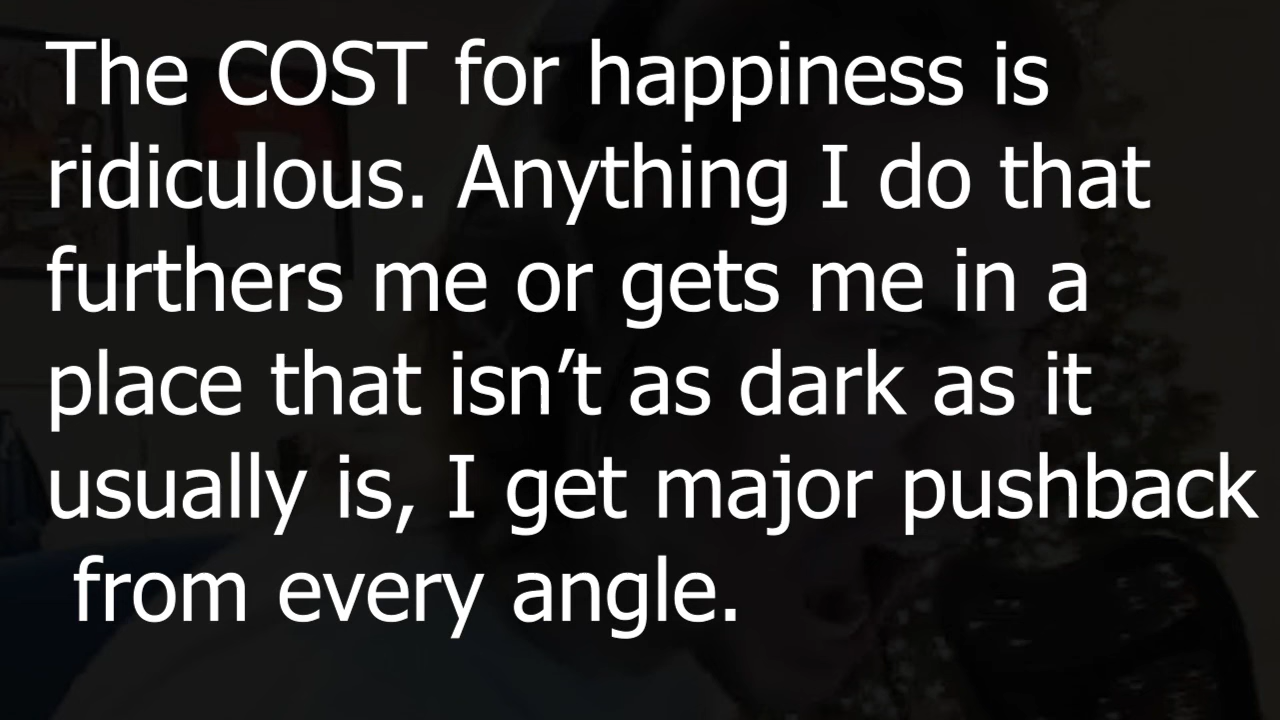 The COST for happiness is
ridiculous. Anything I do that
furthers me or gets me in a
place that isn’t as dark as it
usually is, I get major pushback
from every angle.